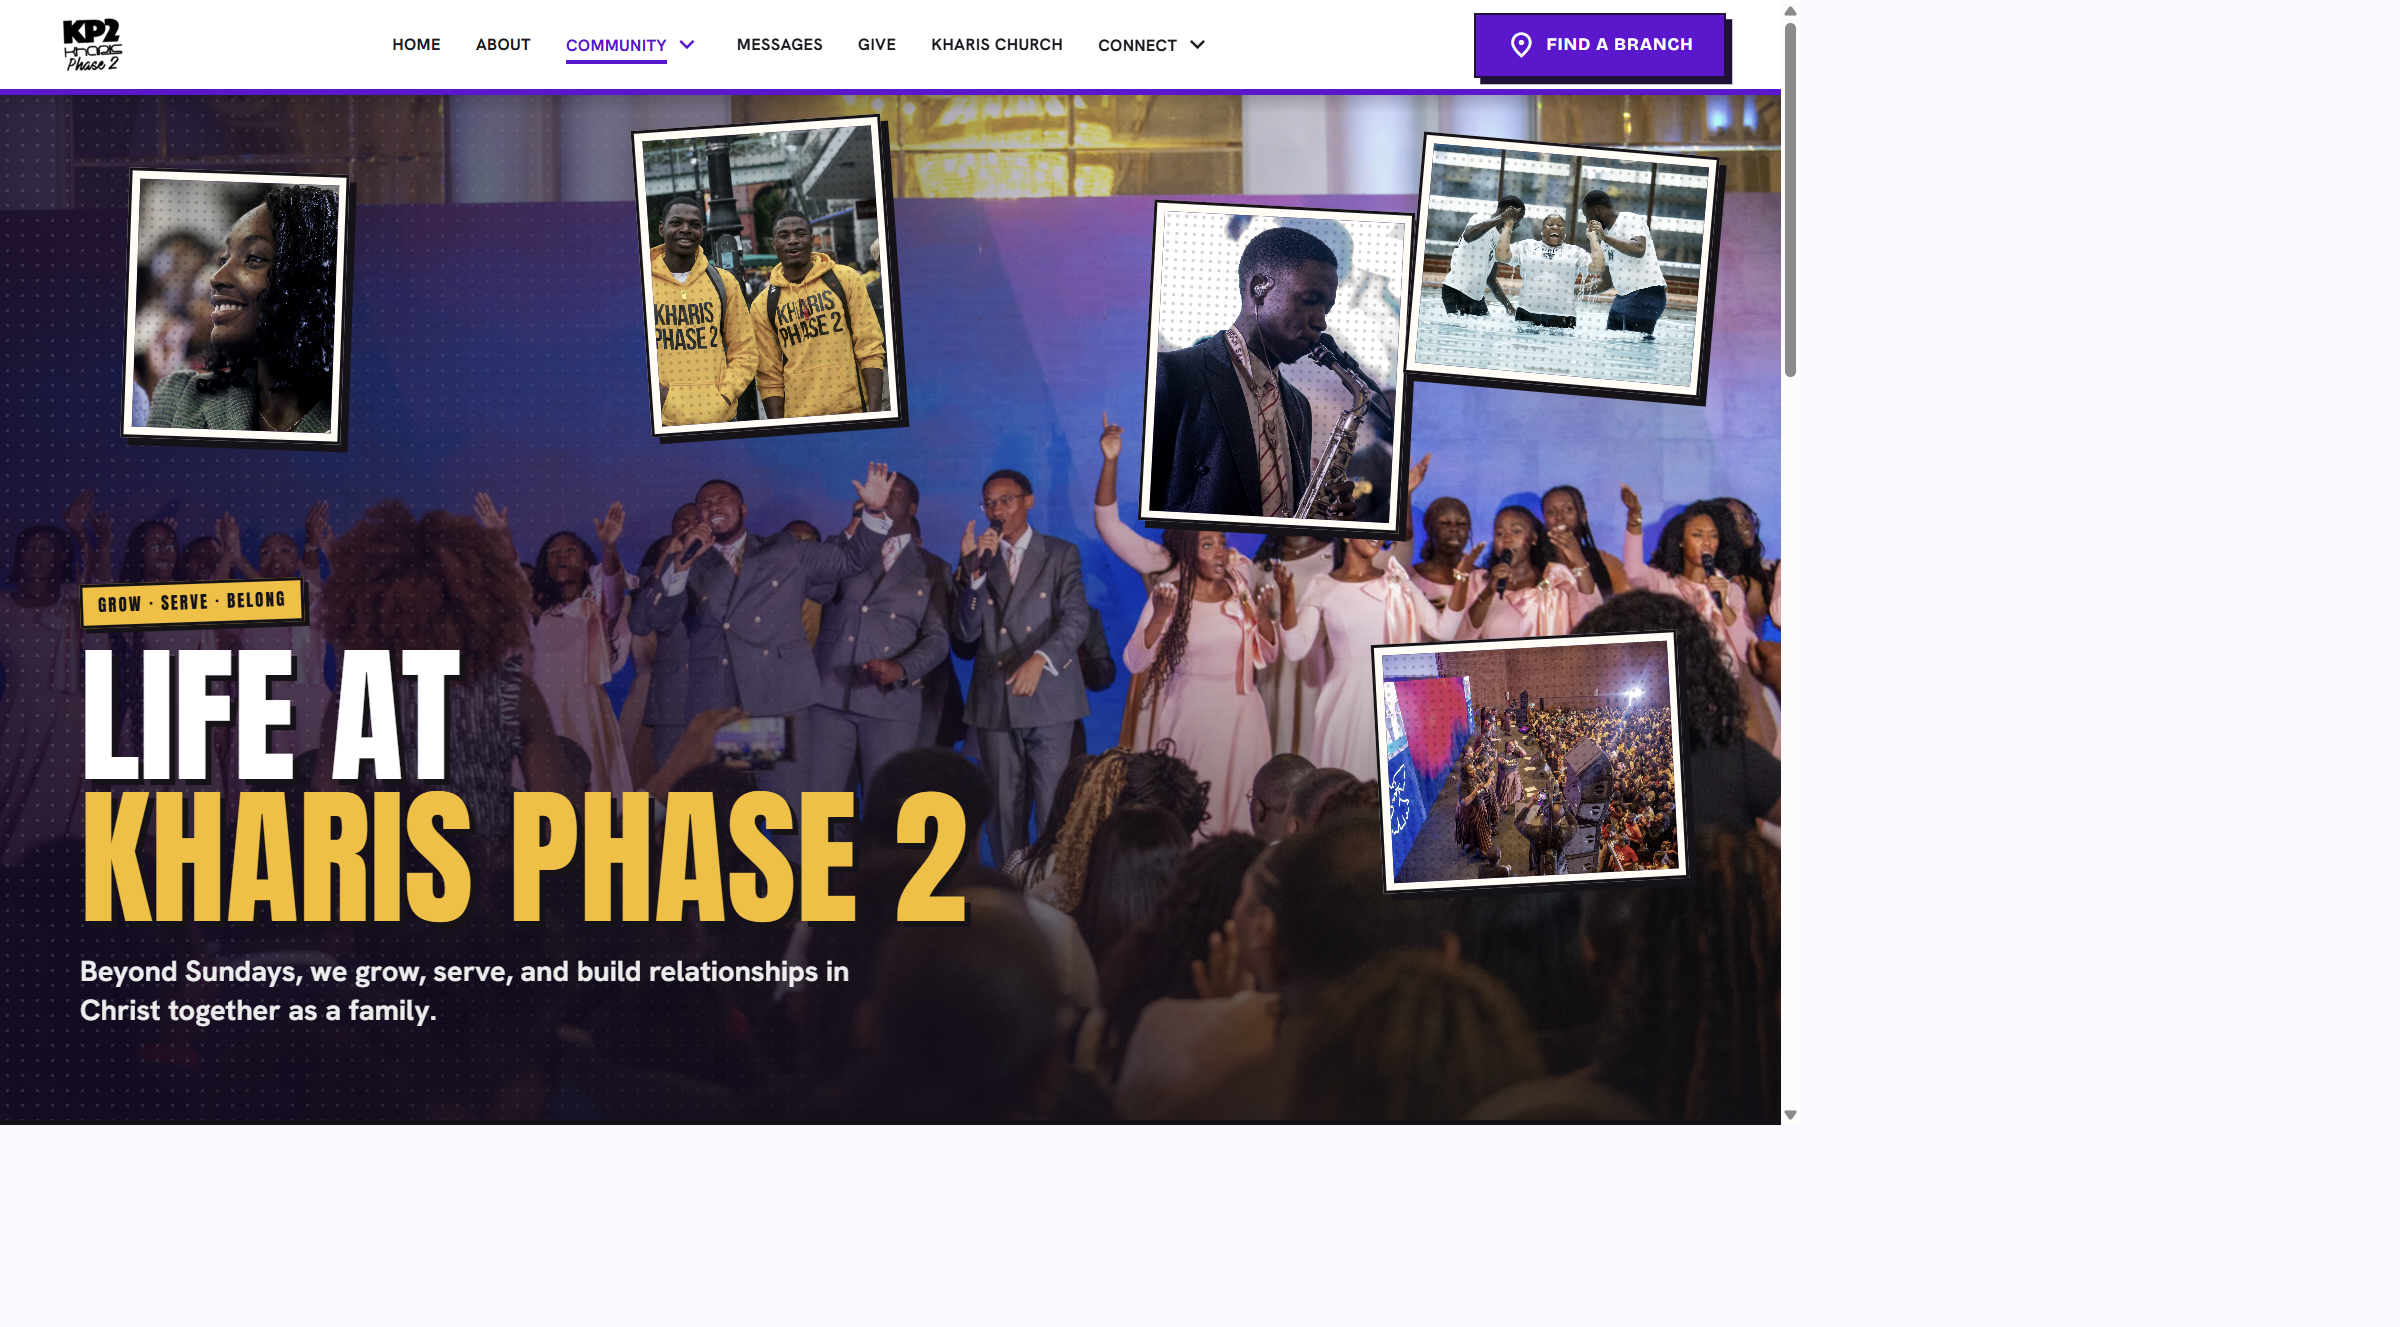 KP2
Kharis
Phase 2
HOME
ABOUT
COMMUNITY
MESSAGES
GIVE
KHARIS CHURCH
CONNECT
FIND A BRANCH
KHARIS
PHASE 2
KHARIS
PHASE 2
GROW · SERVE · BELONG
LIFE AT
KHARIS PHASE 2
Beyond Sundays, we grow, serve, and build relationships in
Christ together as a family.